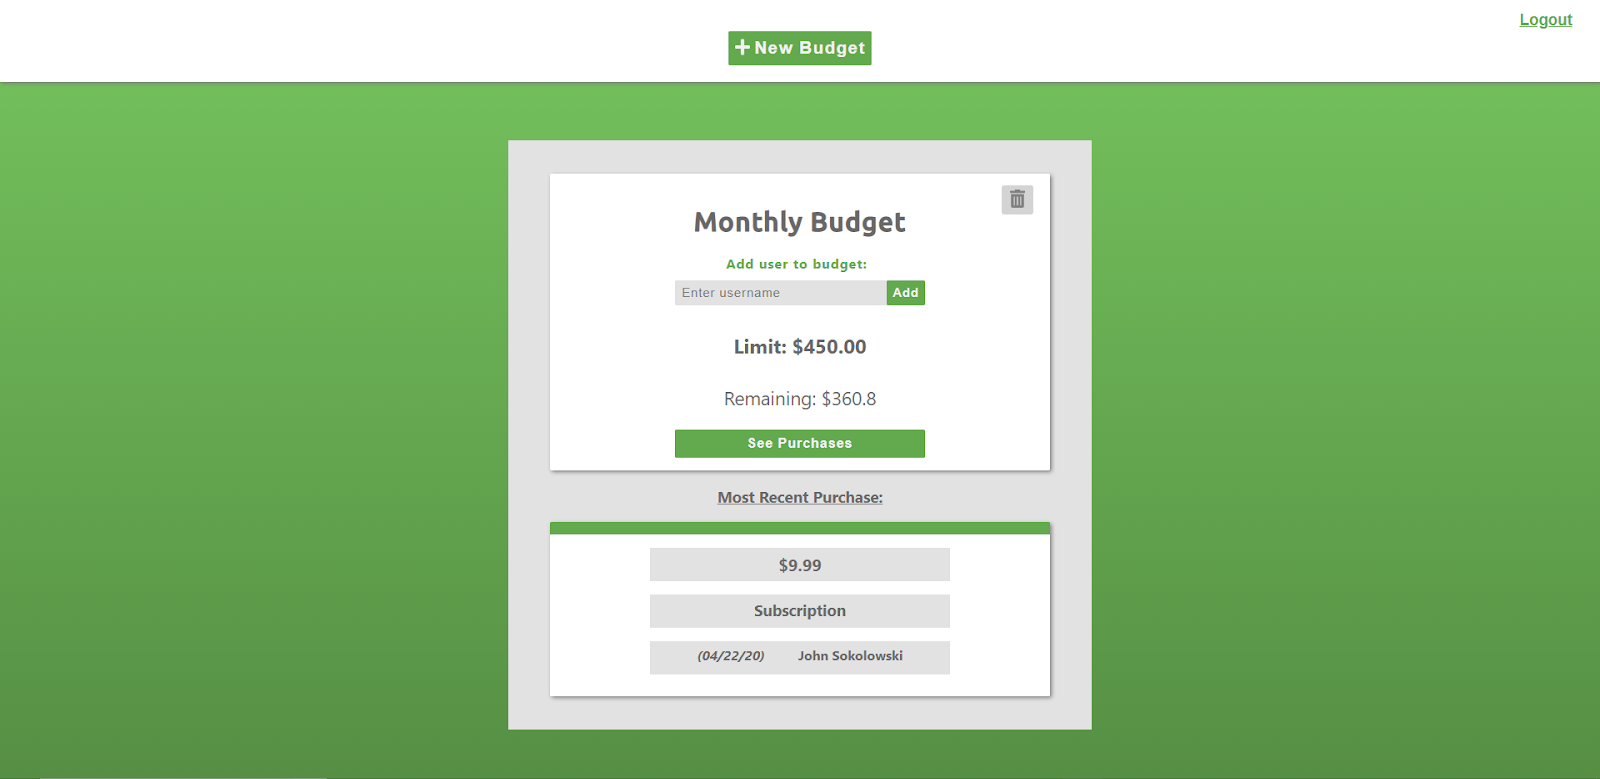 Logout
New Budget
Monthly Budget
Add user to budget:
Enter username Add
Limit: $450.00
Remaining: $360.8
See Purchases
Most Recent Purchase:
$9.99
Subscription
(04/22/20) John Sokolowski